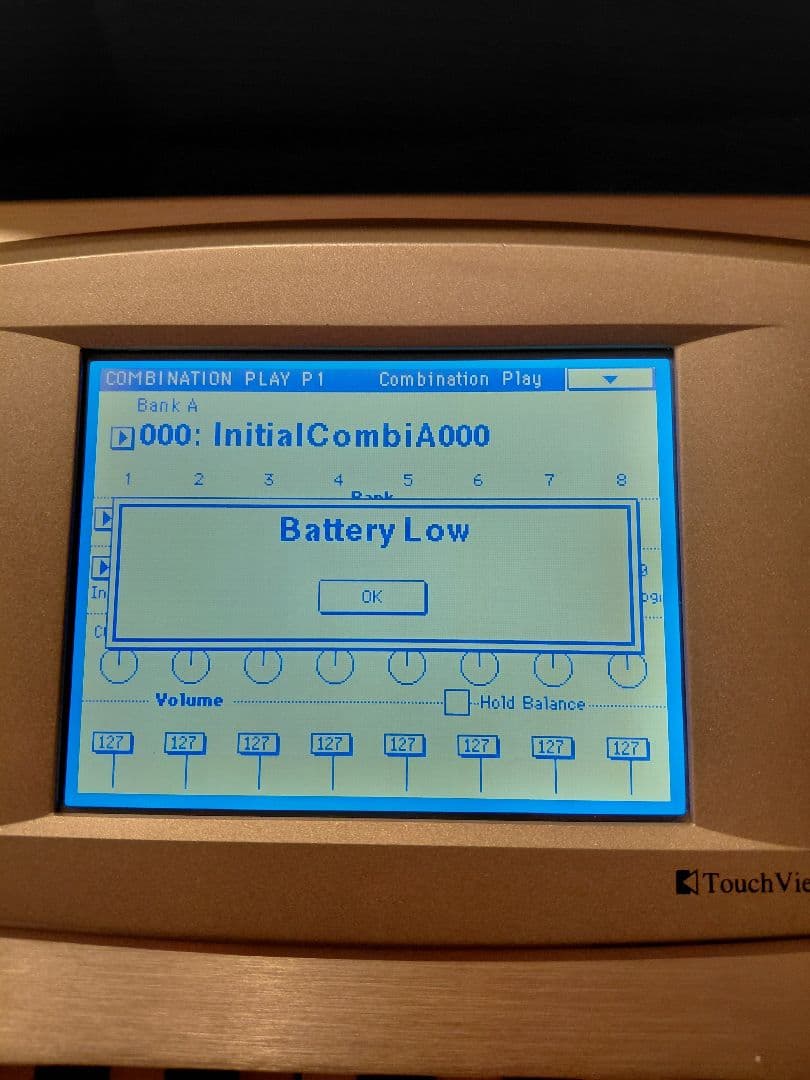 COMBINATION PLAY P1 Combination Play
Bank A
000: InitialCombiA000
1 2 3 4 5 6 7 8
Bank
Battery Low
OK
Volume Hold Balance
127 127 127 127 127 127 127 127